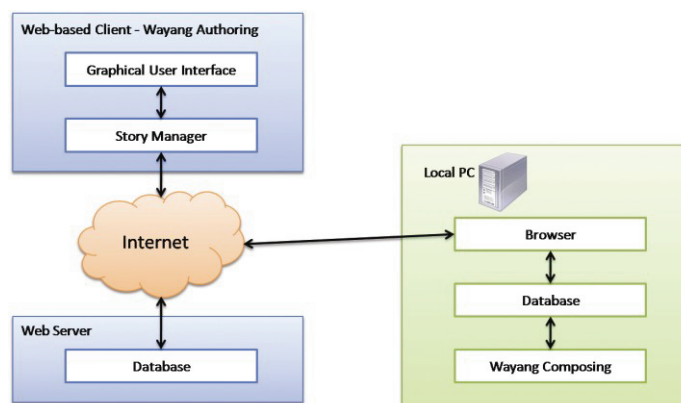 Web-based Client - Wayang Authoring
Graphical User Interface
Story Manager
Internet
Web Server
Database
Local PC
Browser
Database
Wayang Composing